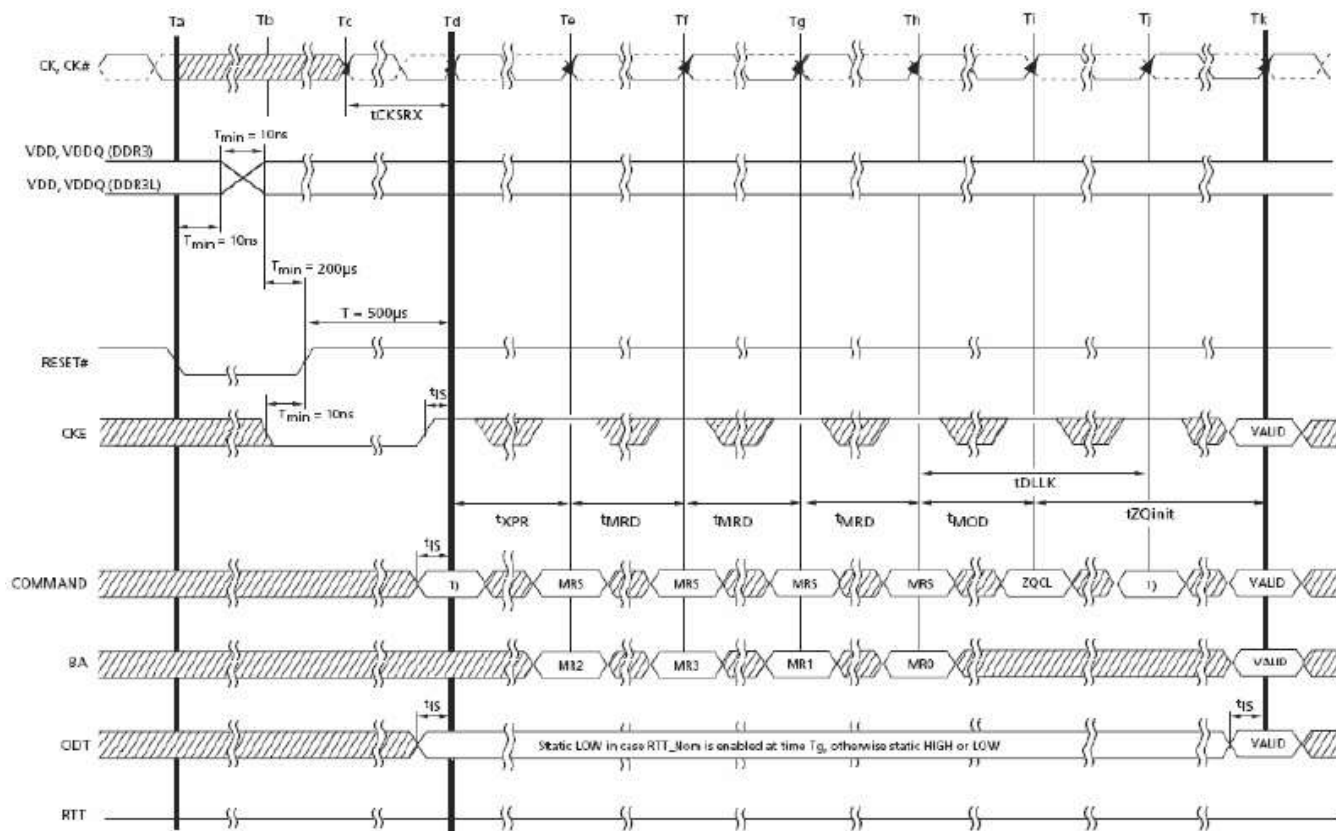 Ta Tb Tc Td Te Tf Tg Th Ti Tj Tk
CK, CK#
tCKSRX
Tmin = 10ns
VDD, VDDQ (DDR3)
VDD, VDDQ (DDR3L)
Tmin = 10ns
Tmin = 200µs
T = 500µs
RESET#
tIS
Tmin = 10ns
CKE VALID
tDLLK
tXPR tMRD tMRD tMRD tMOD tZQinit
tIS
COMMAND 1) MRS MRS MRS MRS ZQCL 1) VALID
BA MR2 MR3 MR1 MR0 VALID
tIS tIS
ODT Static LOW in case RTT_Nom is enabled at time Tg, otherwise static HIGH or LOW VALID
RTT